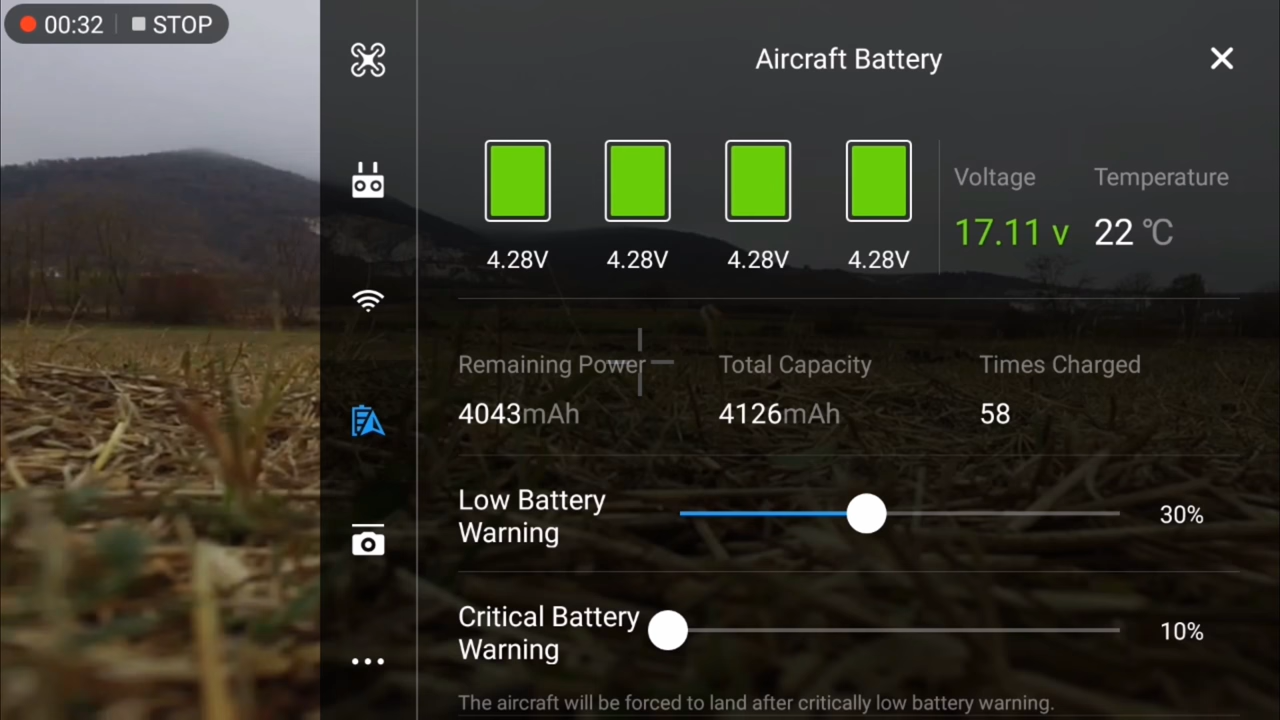 00:32 STOP
Aircraft Battery
Voltage Temperature
17.11 v 22 °C
4.28V 4.28V 4.28V 4.28V
Remaining Power Total Capacity Times Charged
4043mAh 4126mAh 58
Low Battery
Warning
30%
Critical Battery
Warning
10%
The aircraft will be forced to land after critically low battery warning.